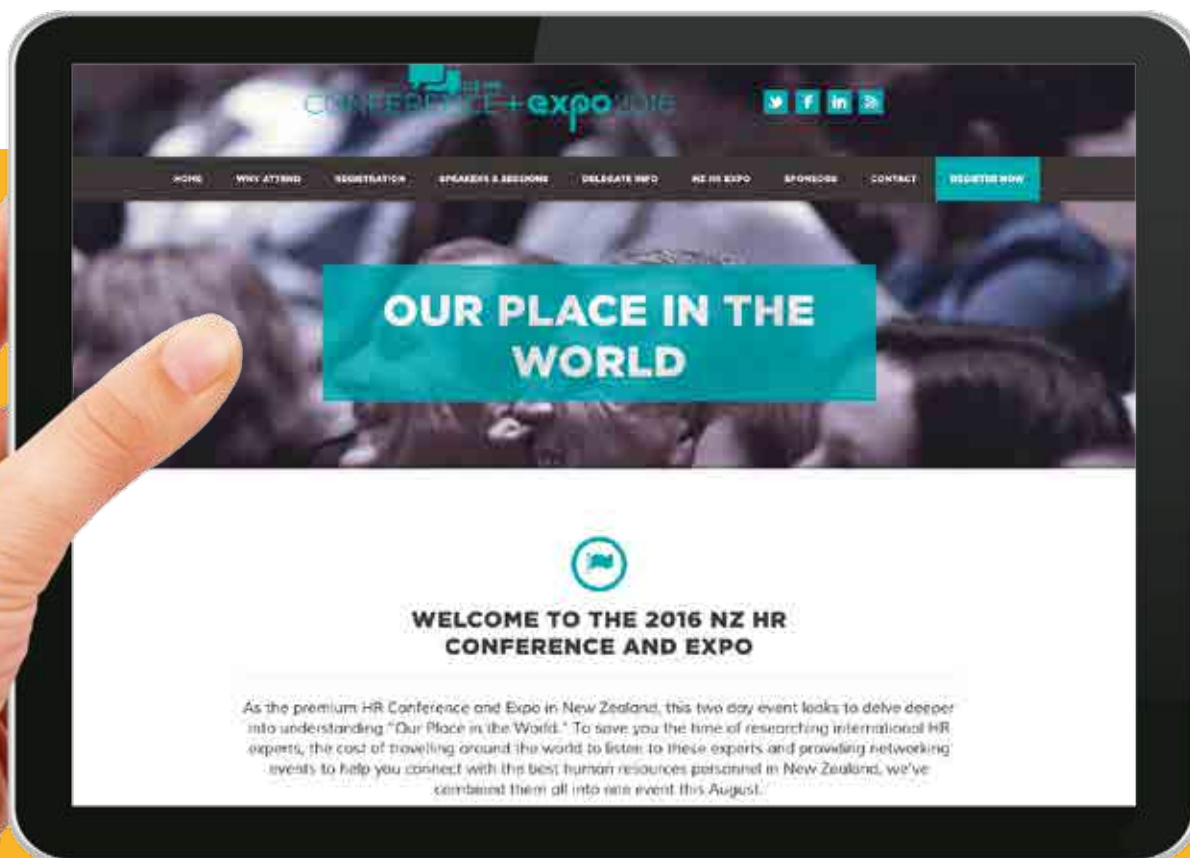 CONFERENCE + expo 2016
HOME WHY ATTEND REGISTRATION SPEAKERS & SESSIONS DELEGATE INFO NZ HR EXPO SPONSORS CONTACT REGISTER NOW
OUR PLACE IN THE
WORLD
WELCOME TO THE 2016 NZ HR
CONFERENCE AND EXPO
As the premium HR Conference and Expo in New Zealand, this two day event looks to delve deeper
into understanding "Our Place in the World." To save you the time of researching international HR
experts, the cost of travelling around the world to listen to these experts and providing networking
events to help you connect with the best human resources personnel in New Zealand, we've
combined them all into one event this August.